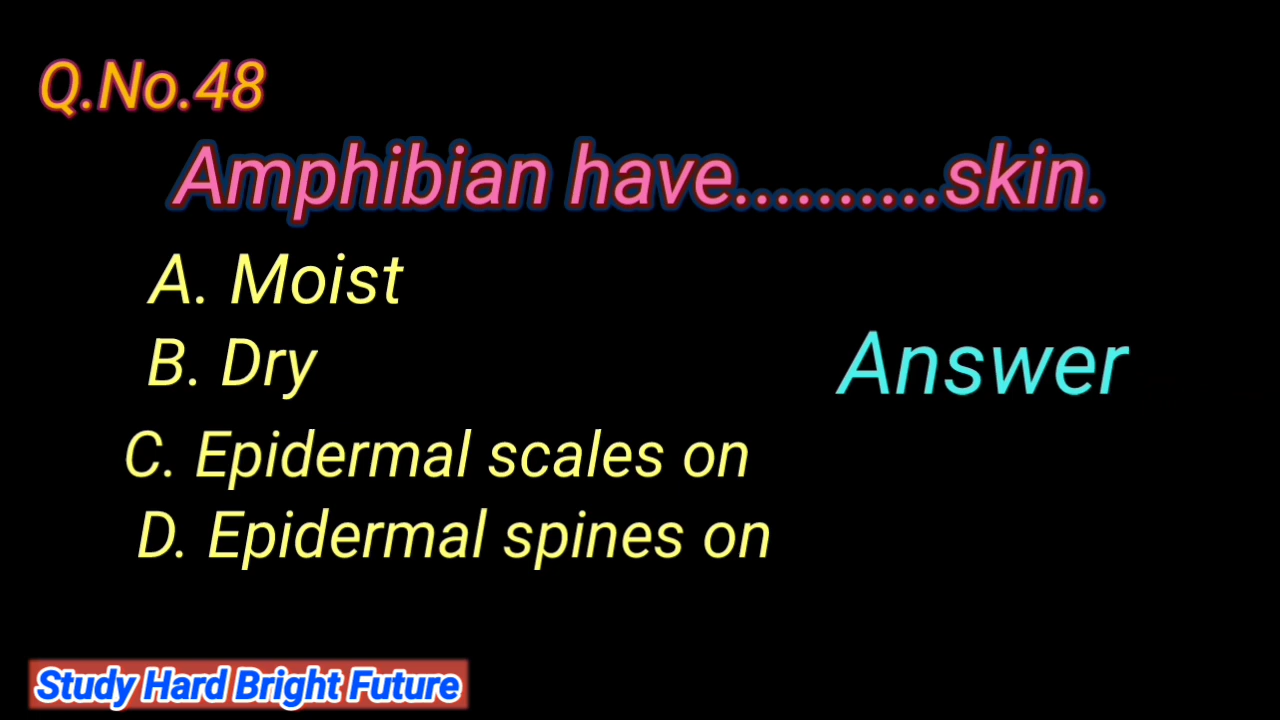 Q.No.48
Amphibian have..........skin.
A. Moist
B. Dry
Answer
C. Epidermal scales on
D. Epidermal spines on
Study Hard Bright Future